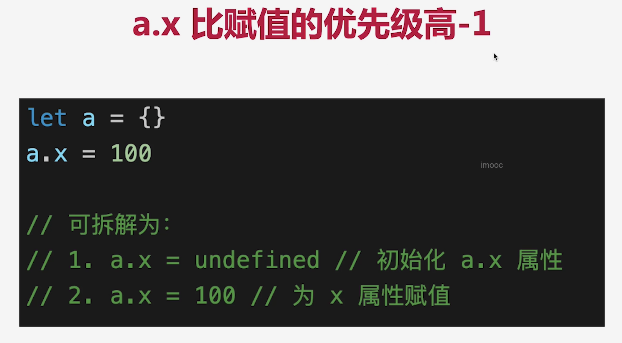 a.x 比赋值的优先级高-1
let a = {}
a.x = 100
imooc
// 可拆解为:
// 1. a.x = undefined // 初始化 a.x 属性
// 2. a.x = 100 // 为 x 属性赋值